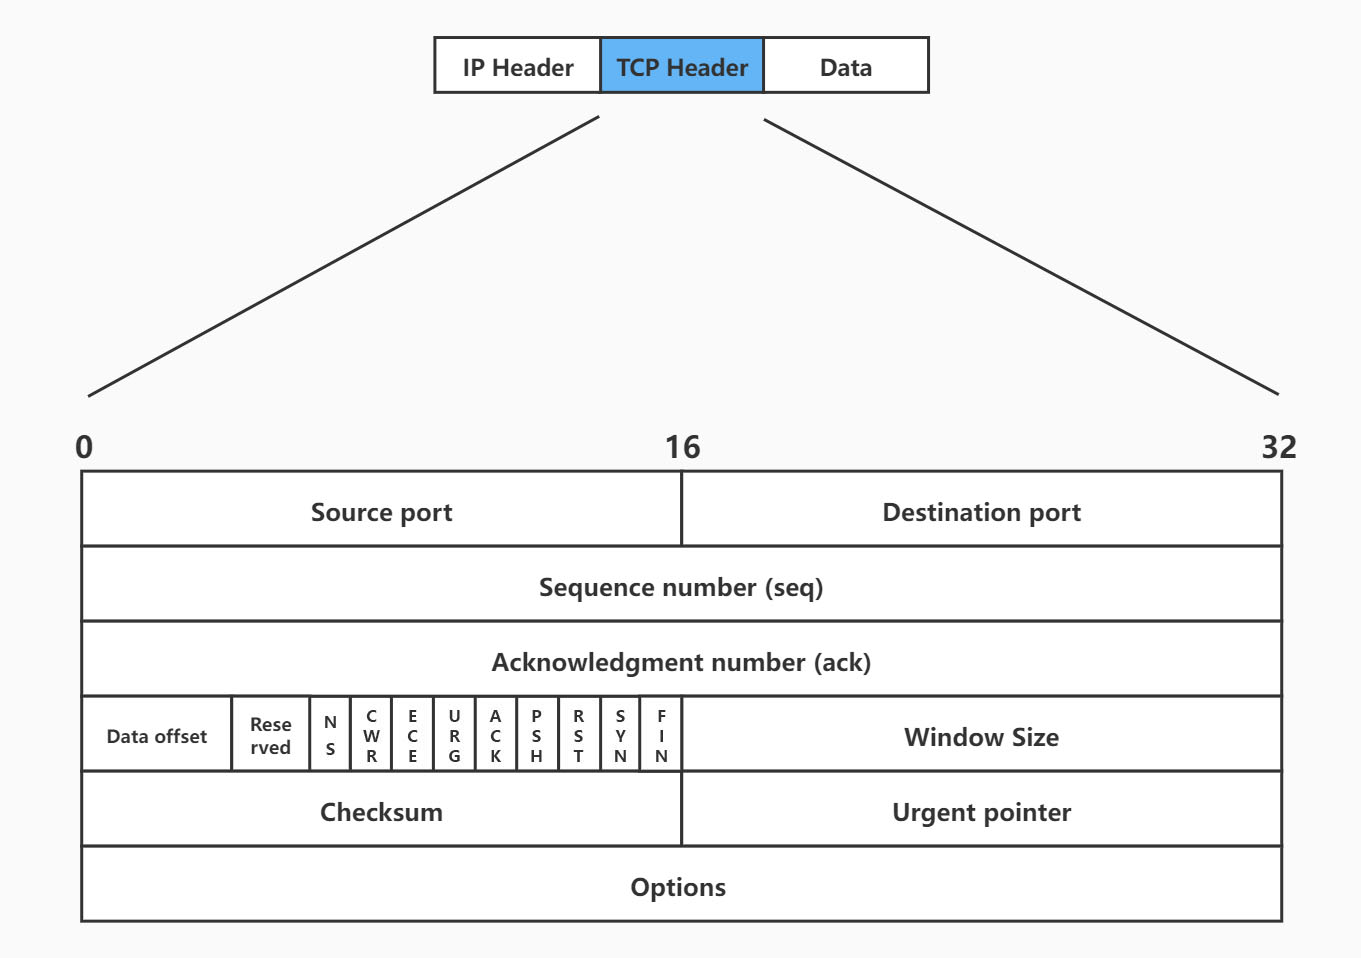 IP Header TCP Header Data
0 16 32
Source port Destination port
Sequence number (seq)
Acknowledgment number (ack)
Data offset Rese rved NS CWR ECE URG ACK PSH RST SYN FIN Window Size
Checksum Urgent pointer
Options